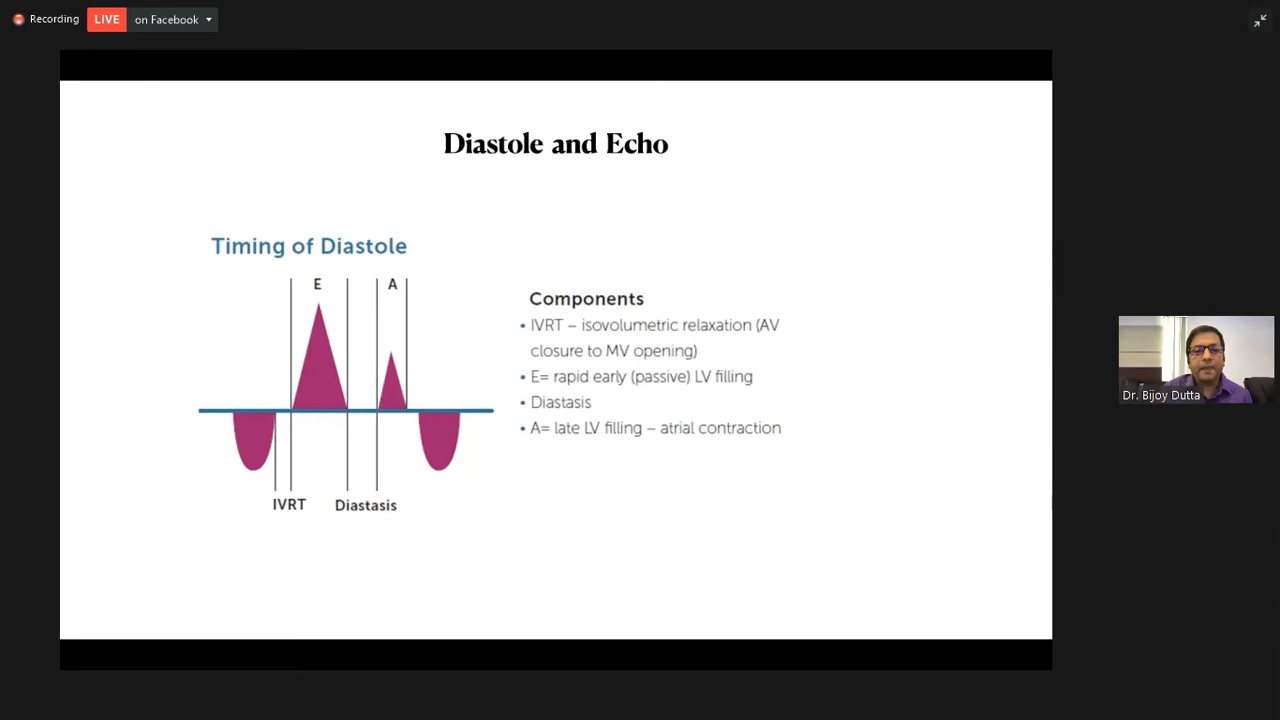 Recording
LIVE on Facebook
Diastole and Echo
Timing of Diastole
E A
IVRT Diastasis
Components
• IVRT – isovolumetric relaxation (AV
closure to MV opening)
• E= rapid early (passive) LV filling
• Diastasis
• A= late LV filling – atrial contraction
Dr. Bijoy Dutta